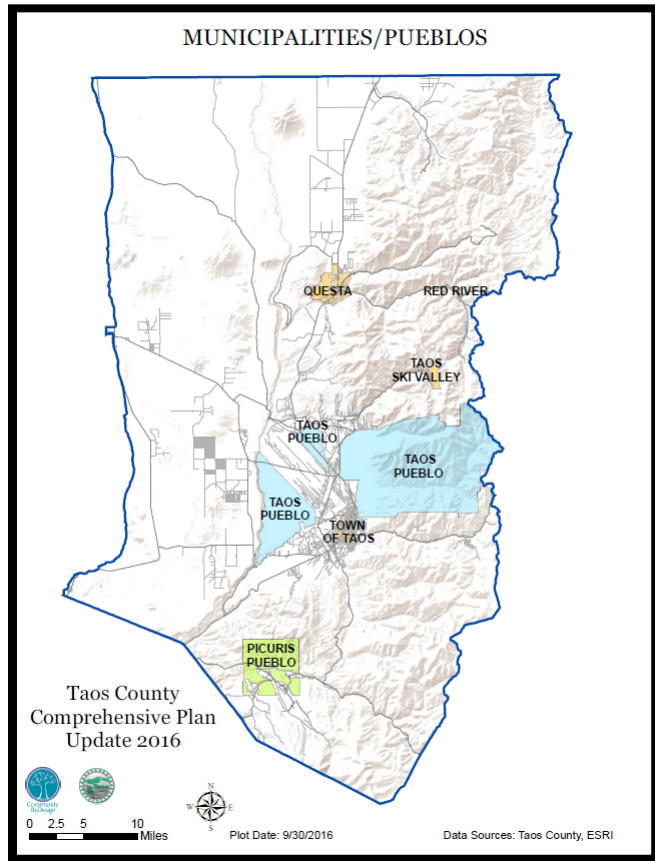 MUNICIPALITIES/PUEBLOS
QUESTA
RED RIVER
TAOS
SKI VALLEY
TAOS
PUEBLO
TAOS
PUEBLO
TAOS
PUEBLO
TOWN
OF TAOS
PICURIS
PUEBLO
Taos County
Comprehensive Plan
Update 2016
Community
ByDesign
N
W E
S
0 2.5 5 10
Miles
Plot Date: 9/30/2016
Data Sources: Taos County, ESRI